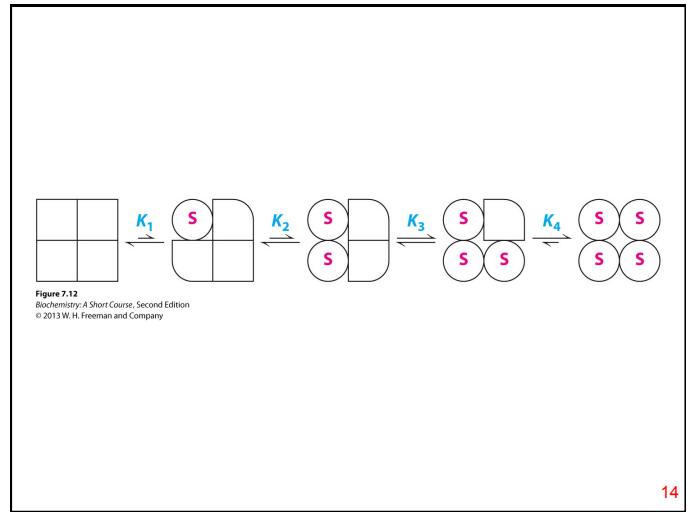 K1 K2 K3 K4
S S S S S S
S S S S
Figure 7.12
Biochemistry: A Short Course, Second Edition
© 2013 W. H. Freeman and Company
14